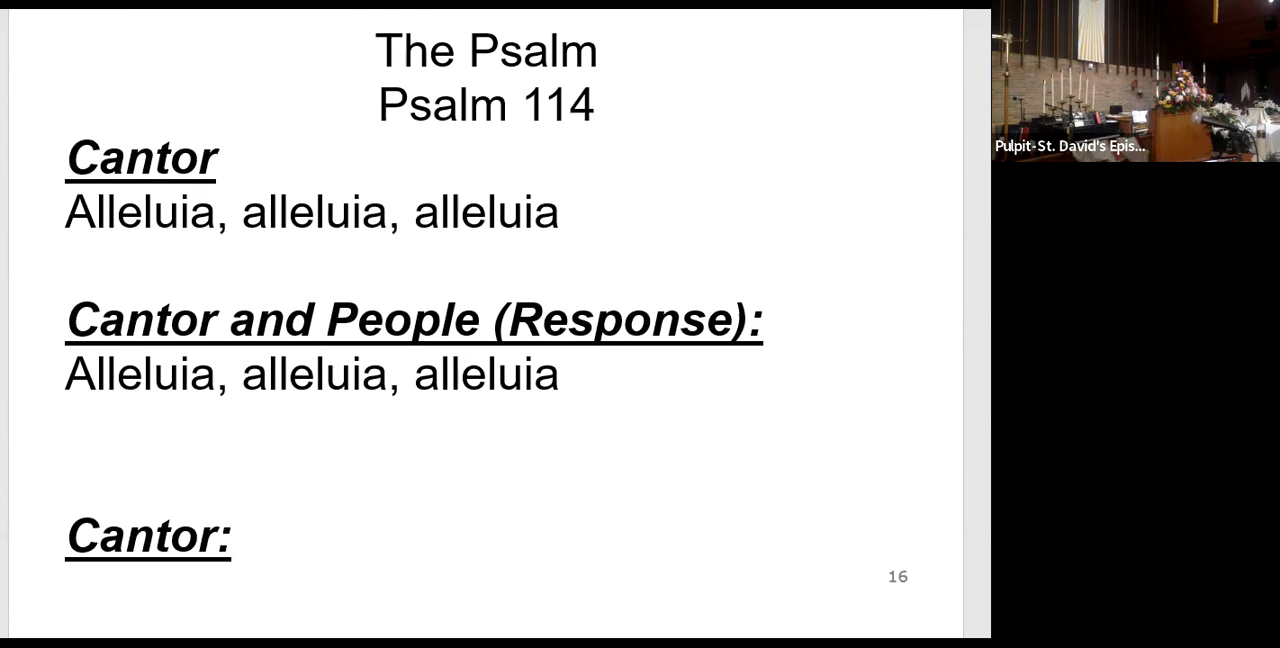 The Psalm
Psalm 114
Cantor
Alleluia, alleluia, alleluia
Cantor and People (Response):
Alleluia, alleluia, alleluia
Cantor:
16
Pulpit-St. David's Epis...